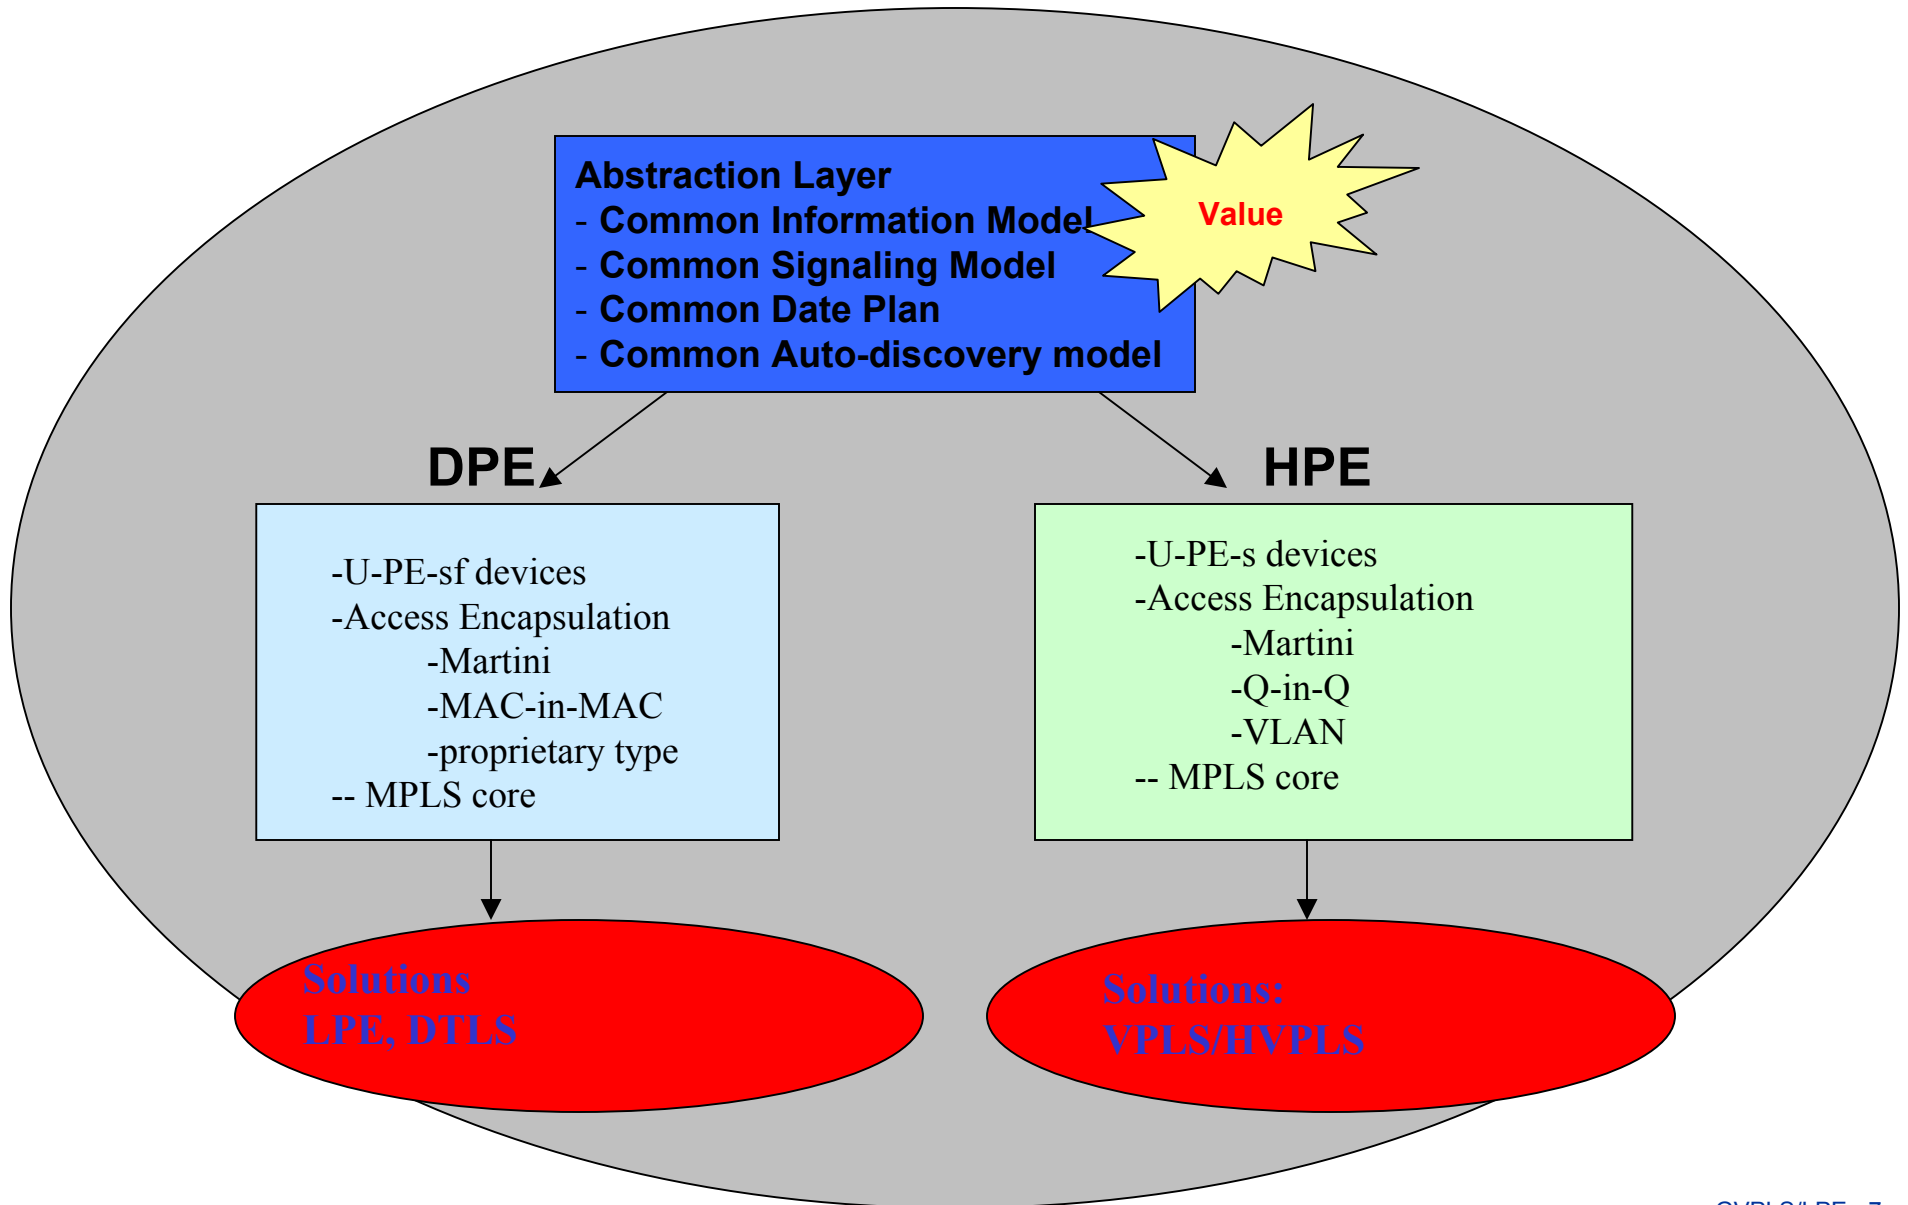 Abstraction Layer
- Common Information Model
- Common Signaling Model
- Common Date Plan
- Common Auto-discovery model
Value
DPE
HPE
-U-PE-sf devices
-Access Encapsulation
-Martini
-MAC-in-MAC
-proprietary type
-- MPLS core
-U-PE-s devices
-Access Encapsulation
-Martini
-Q-in-Q
-VLAN
-- MPLS core
Solutions
LPE, DTLS
Solutions:
VPLS/HVPLS